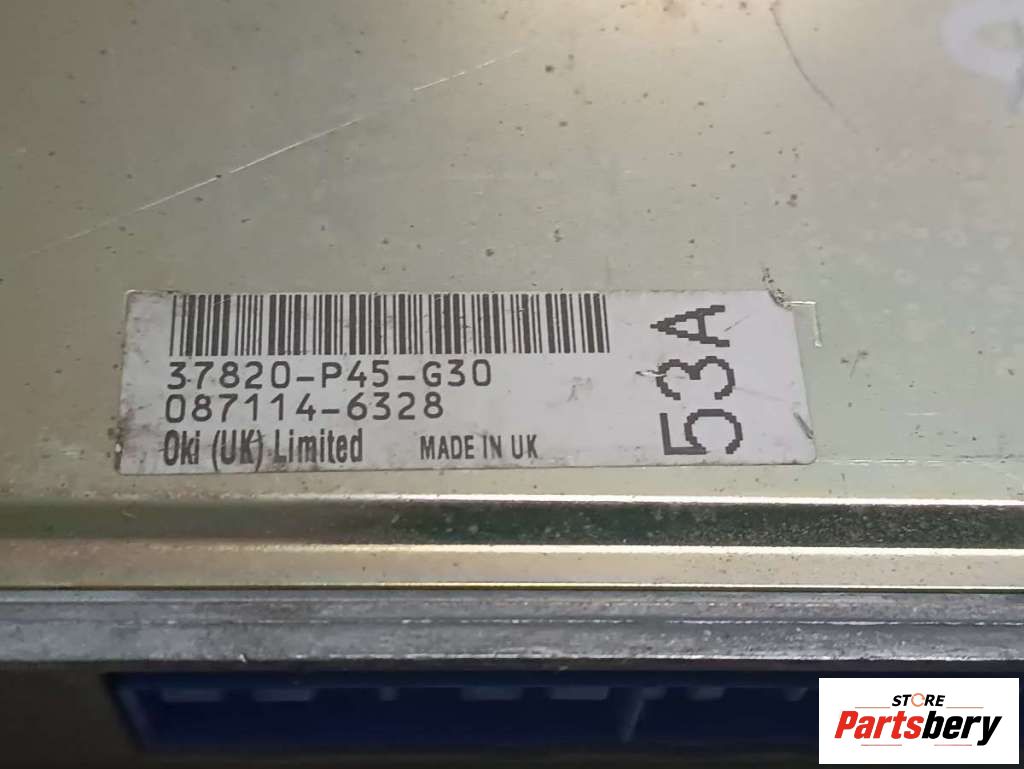 37820-P45-G30
087114-6328
Oki (UK) Limited MADE IN UK
53A
STORE
Partsbery